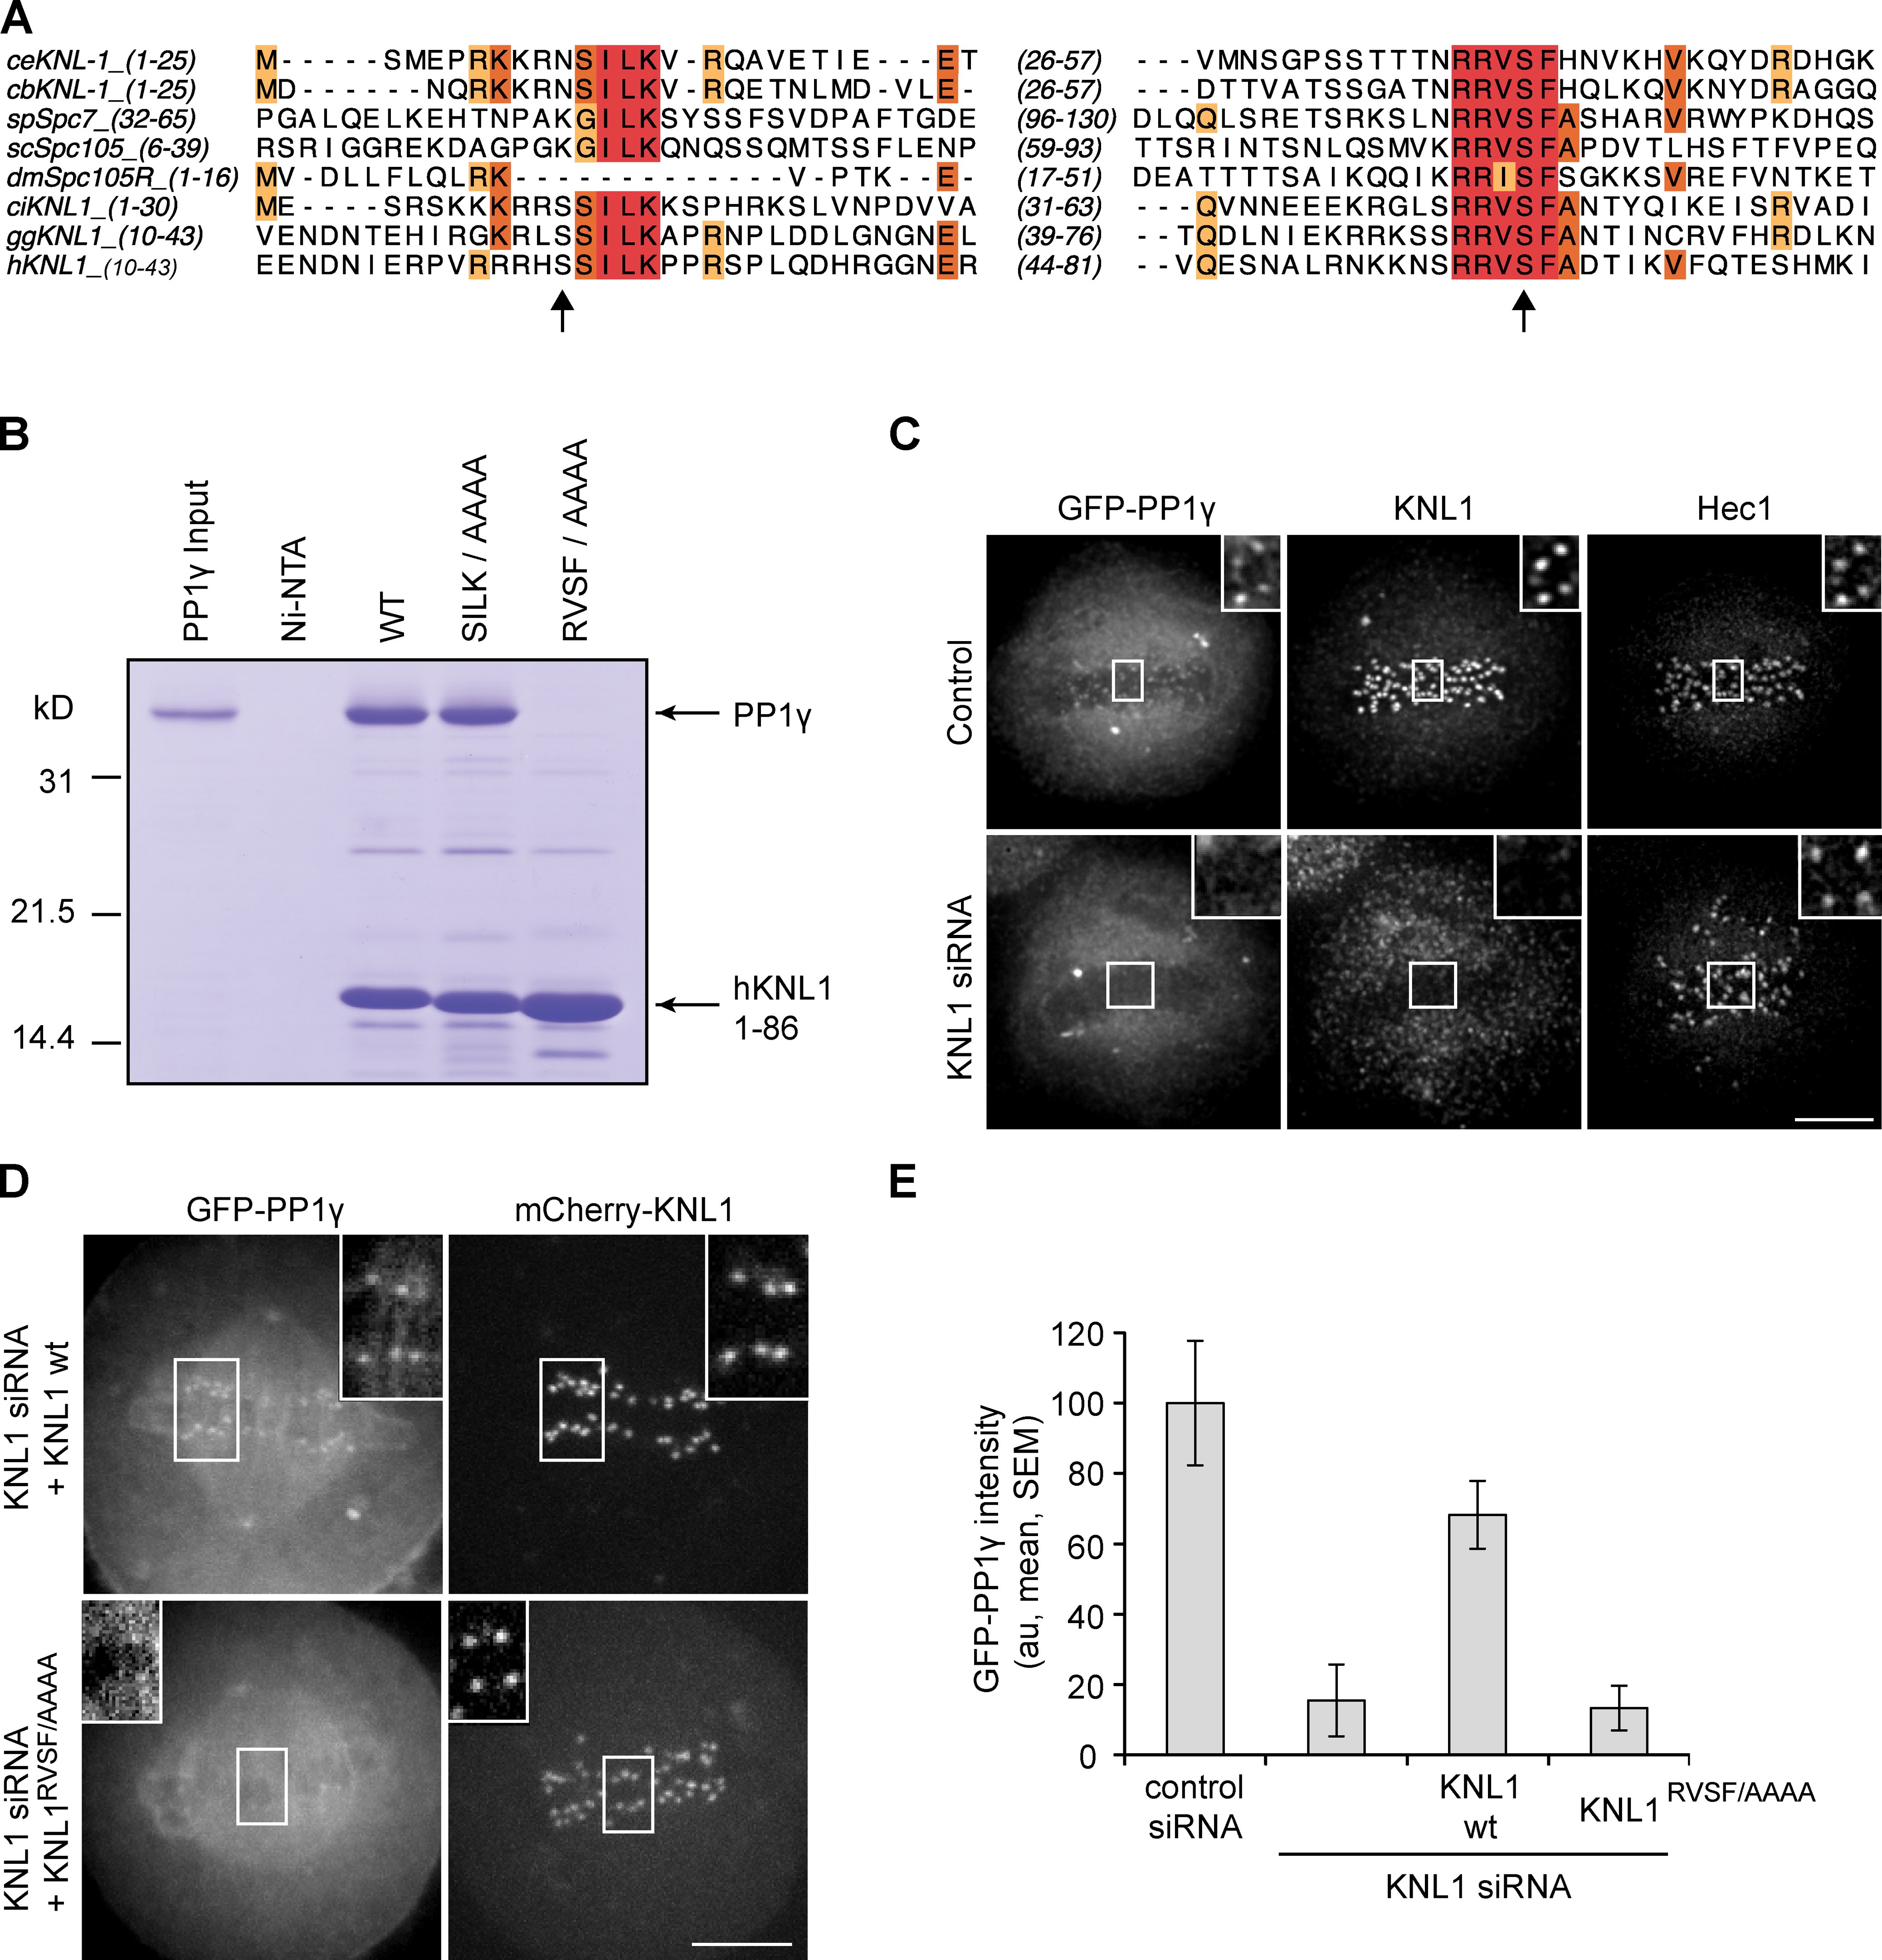 A
ceKNL-1_(1-25) M-----SMEPRKKRNSILKV-RQAVETIE---ET (26-57) ---VMNSGPSSTTTNRRVSFHNVKHVKQYDRDHGK
cbKNL-1_(1-25) MD------NQRKKRNSILKV-RQETNLMD-VLE- (26-57) ---DTTVATSSGATNRRVSFHQLKQVKNYDRAGGQ
spSpc7_(32-65) PGALQELKEHTNPAKGILKSYSSFSVDPAFTGDE (96-130) DLQQLSRETSRKSLNRRVSFASHARVRWYPKDHQS
scSpc105_(6-39) RSRIGGREKDAGPGKGILKQNQSSQMTSSFLENP (59-93) TTSRINTSNLQSMVKRRVSFAPDVTLHSFTFVPEQ
dmSpc105R_(1-16) MV-DLLFLQLRK-------------V-PTK--E- (17-51) DEATTTTSAIKQQIKRRISFSGKKSVREFVNTKET
ciKNL1_(1-30) ME----SRSKKKRRSSILKKSPHRKSLVNPDVVA (31-63) ---QVNNEEEKRGLSRRVSFANTYQIKEISRVADI
ggKNL1_(10-43) VENDNTEHIRGKRLSSILKAPRNPLDDLGNGNEL (39-76) --TQDLNIEKRRKSSRRVSFANTINCRVFHRDLKN
hKNL1_(10-43) EENDNIERPVRRRHSSILKPPRSPLQDHRGGNER (44-81) --VQESNALRNKKNSRRVSFADTIKVFQTESHMKI
B
PP1γ Input
Ni-NTA
WT
SILK / AAAA
RVSF / AAAA
kD
31
21.5
14.4
PP1γ
hKNL1
1-86
C
GFP-PP1γ KNL1 Hec1
Control
KNL1 siRNA
D
GFP-PP1γ mCherry-KNL1
KNL1 siRNA
+ KNL1 wt
KNL1 siRNA
+ KNL1RVSF/AAAA
E
GFP-PP1γ intensity
(au, mean, SEM)
120
100
80
60
40
20
0
control
siRNA
KNL1
wt
KNL1 RVSF/AAAA
KNL1 siRNA